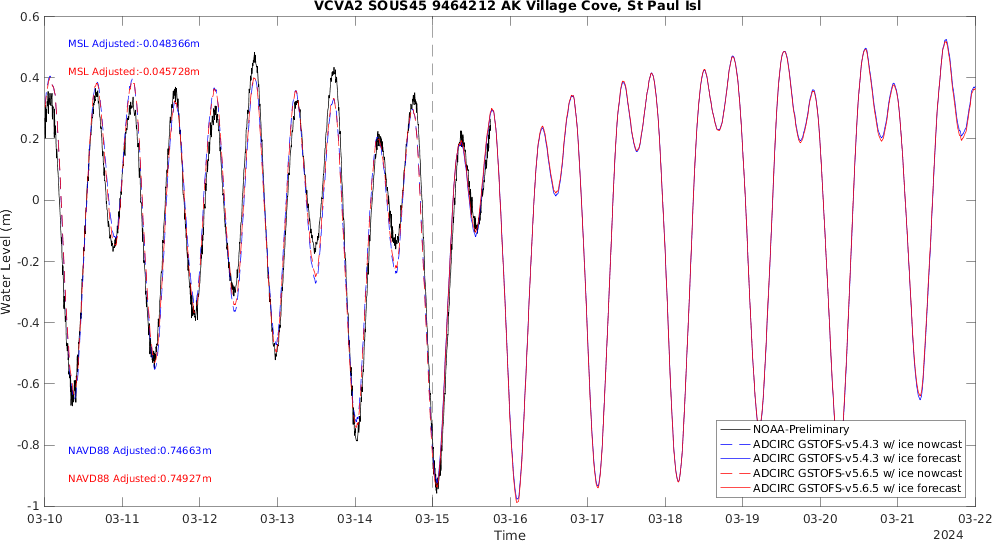 VCVA2 SOUS45 9464212 AK Village Cove, St Paul Isl
0.6
0.4
0.2
0
-0.2
-0.4
-0.6
-0.8
-1
Water Level (m)
MSL Adjusted:-0.048366m
MSL Adjusted:-0.045728m
NAVD88 Adjusted:0.74663m
NAVD88 Adjusted:0.74927m
NOAA-Preliminary
ADCIRC GSTOFS-v5.4.3 w/ ice nowcast
ADCIRC GSTOFS-v5.4.3 w/ ice forecast
ADCIRC GSTOFS-v5.6.5 w/ ice nowcast
ADCIRC GSTOFS-v5.6.5 w/ ice forecast
03-10 03-11 03-12 03-13 03-14 03-15 03-16 03-17 03-18 03-19 03-20 03-21 03-22
Time
2024